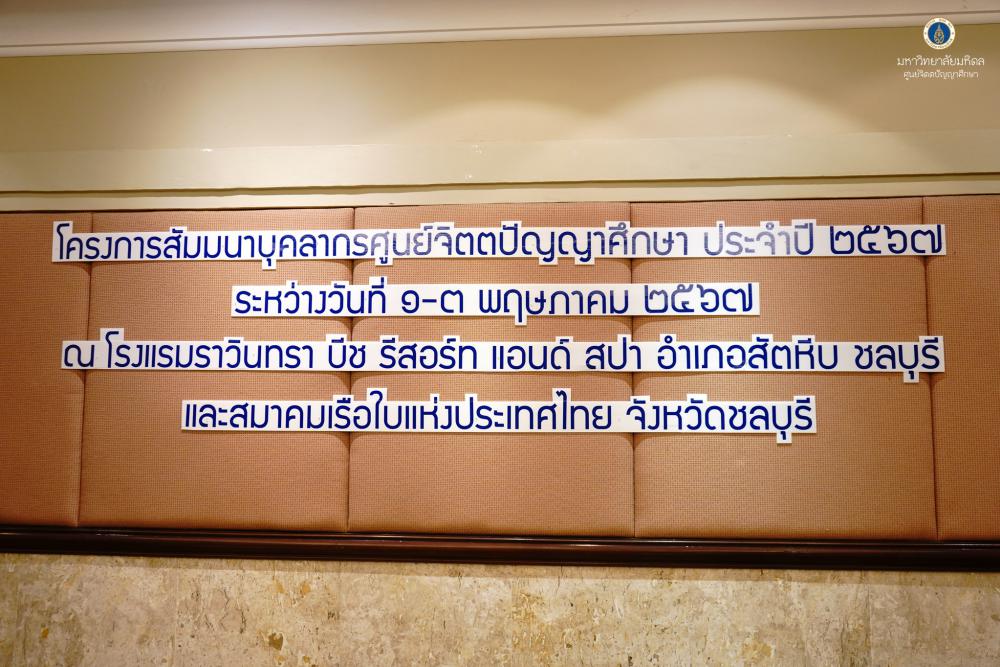 มหาวิทยาลัยมหิดล
ศูนย์จิตตปัญญาศึกษา
โครงการสัมมนาบุคลากรศูนย์จิตตปัญญาศึกษา ประจำปี ๒๕๖๗
ระหว่างวันที่ ๑-๓ พฤษภาคม ๒๕๖๗
ณ โรงแรมราวินทรา บีช รีสอร์ท แอนด์ สปา อำเภอสัตหีบ ชลบุรี
และสมาคมเรือใบแห่งประเทศไทย จังหวัดชลบุรี